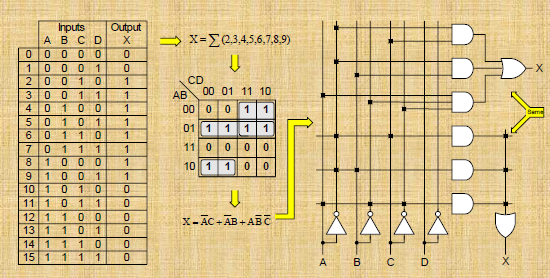 Inputs Output
A B C D X
0 0 0 0 0 0
1 0 0 0 1 0
2 0 0 1 0 1
3 0 0 1 1 1
4 0 1 0 0 1
5 0 1 0 1 1
6 0 1 1 0 1
7 0 1 1 1 1
8 1 0 0 0 1
9 1 0 0 1 1
10 1 0 1 0 0
11 1 0 1 1 0
12 1 1 0 0 0
13 1 1 0 1 0
14 1 1 1 0 0
15 1 1 1 1 0
X = ∑ (2,3,4,5,6,7,8,9)
CD
AB 00 01 11 10
00 0 0 1 1
01 1 1 1 1
11 0 0 0 0
10 1 1 0 0
X = A̅C + A̅B + AB̅C̅
X
Same
A B C D X